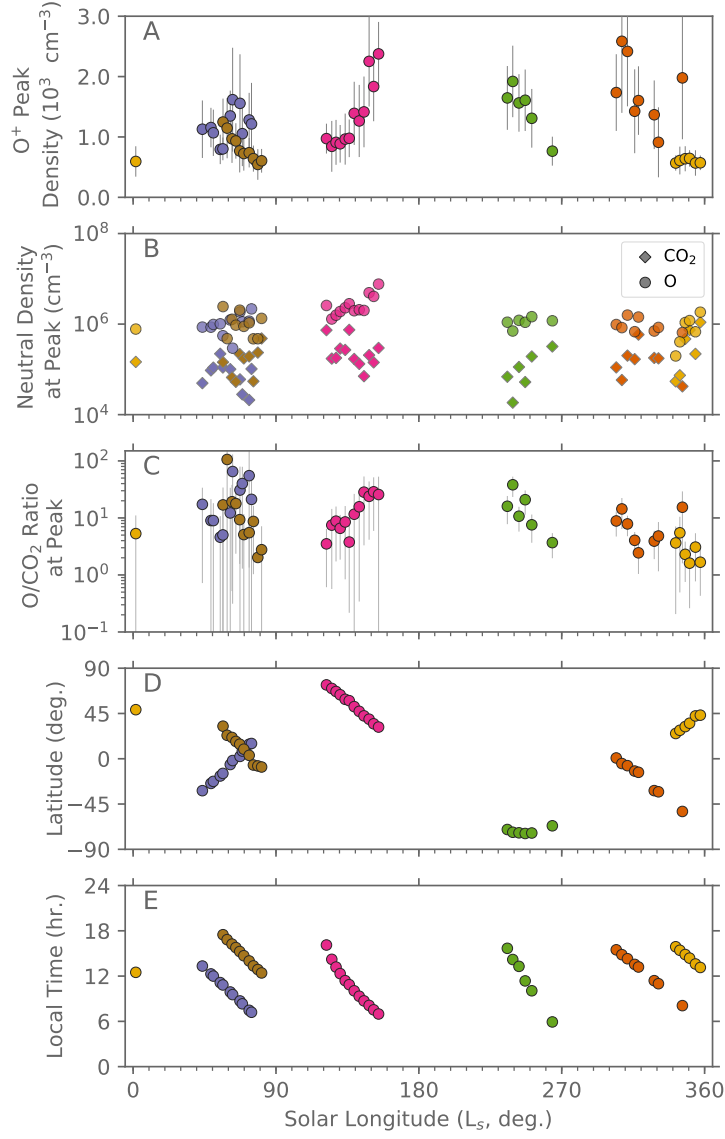 A
O⁺ Peak
Density (10³ cm⁻³)
3.0
2.0
1.0
0.0
B
Neutral Density
at Peak (cm⁻³)
10⁸
10⁶
10⁴
CO₂
O
C
O/CO₂ Ratio
at Peak
10²
10¹
10⁰
10⁻¹
D
Latitude (deg.)
90
45
0
−45
−90
E
Local Time (hr.)
24
18
12
6
0
0 90 180 270 360
Solar Longitude (Lₛ, deg.)